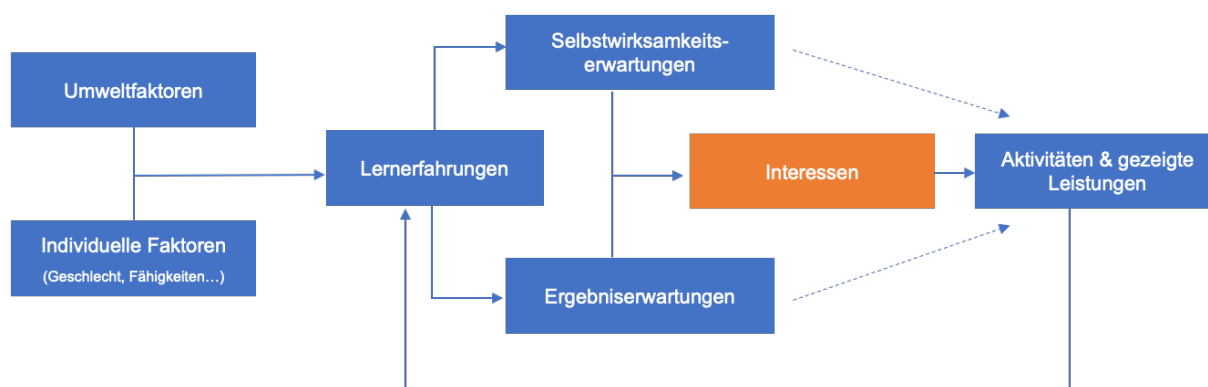 Umweltfaktoren
Individuelle Faktoren
(Geschlecht, Fähigkeiten…)
Lernerfahrungen
Selbstwirksamkeits-
erwartungen
Ergebniserwartungen
Interessen
Aktivitäten & gezeigte
Leistungen